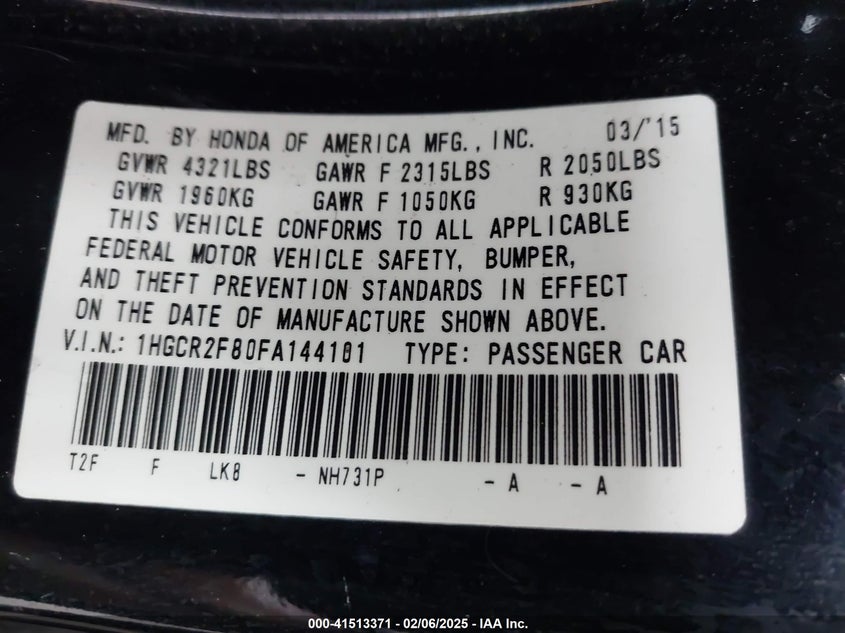 MFD. BY HONDA OF AMERICA MFG., INC. 03/'15
GVWR 4321LBS GAWR F 2315LBS R 2050LBS
GVWR 1960KG GAWR F 1050KG R 930KG
THIS VEHICLE CONFORMS TO ALL APPLICABLE
FEDERAL MOTOR VEHICLE SAFETY, BUMPER,
AND THEFT PREVENTION STANDARDS IN EFFECT
ON THE DATE OF MANUFACTURE SHOWN ABOVE.
V.I.N.: 1HGCR2F80FA144101 TYPE: PASSENGER CAR
T2F F LK8 - NH731P - A - A
000-41513371 - 02/06/2025 - IAA Inc.